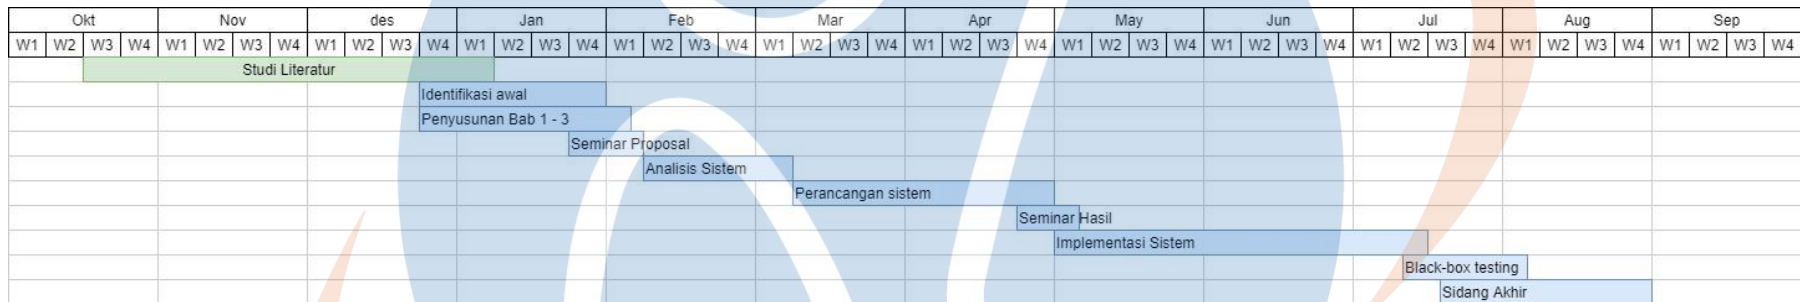 Okt Nov des Jan Feb Mar Apr May Jun Jul Aug Sep
W1 W2 W3 W4 W1 W2 W3 W4 W1 W2 W3 W4 W1 W2 W3 W4 W1 W2 W3 W4 W1 W2 W3 W4 W1 W2 W3 W4 W1 W2 W3 W4 W1 W2 W3 W4 W1 W2 W3 W4 W1 W2 W3 W4 W1 W2 W3 W4
Studi Literatur
Identifikasi awal
Penyusunan Bab 1 - 3
Seminar Proposal
Analisis Sistem
Perancangan sistem
Seminar Hasil
Implementasi Sistem
Black-box testing
Sidang Akhir